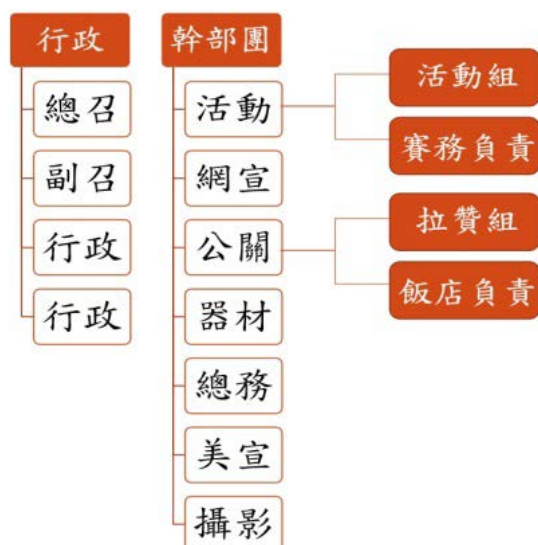 行政
總召
副召
行政
行政
幹部團
活動
網宣
公關
器材
總務
美宣
攝影
活動組
賽務負責
拉贊組
飯店負責